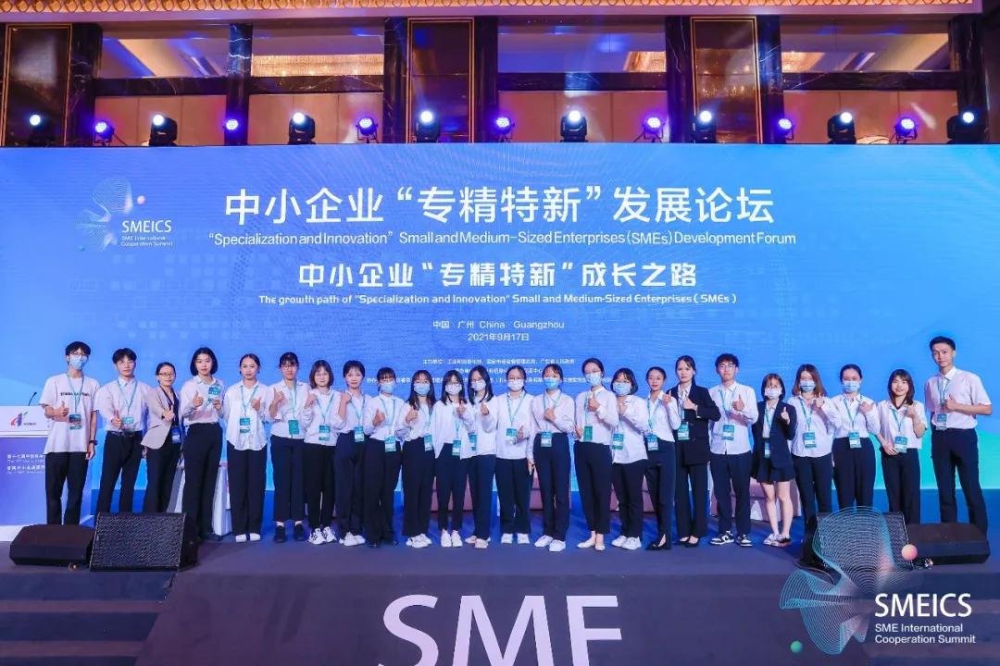 SMEICS
SME International
Cooperation Summit
中小企业“专精特新”发展论坛
“Specialization and Innovation” Small and Medium-Sized Enterprises (SMEs) Development Forum
中小企业“专精特新”成长之路
The growth path of "Specialization and Innovation" Small and Medium-Sized Enterprises ( SMEs )
中国 · 广州 China · Guangzhou
2021年9月17日
SME
SMEICS
SME International
Cooperation Summit